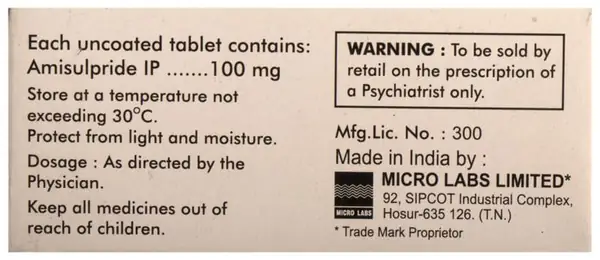 Each uncoated tablet contains:
Amisulpride IP .......100 mg
Store at a temperature not
exceeding 30°C.
Protect from light and moisture.
Dosage : As directed by the
Physician.
Keep all medicines out of
reach of children.
WARNING : To be sold by
retail on the prescription of
a Psychiatrist only.
Mfg.Lic. No. : 300
Made in India by :
MICRO LABS LIMITED*
92, SIPCOT Industrial Complex,
Hosur-635 126. (T.N.)
MICRO LABS
* Trade Mark Proprietor